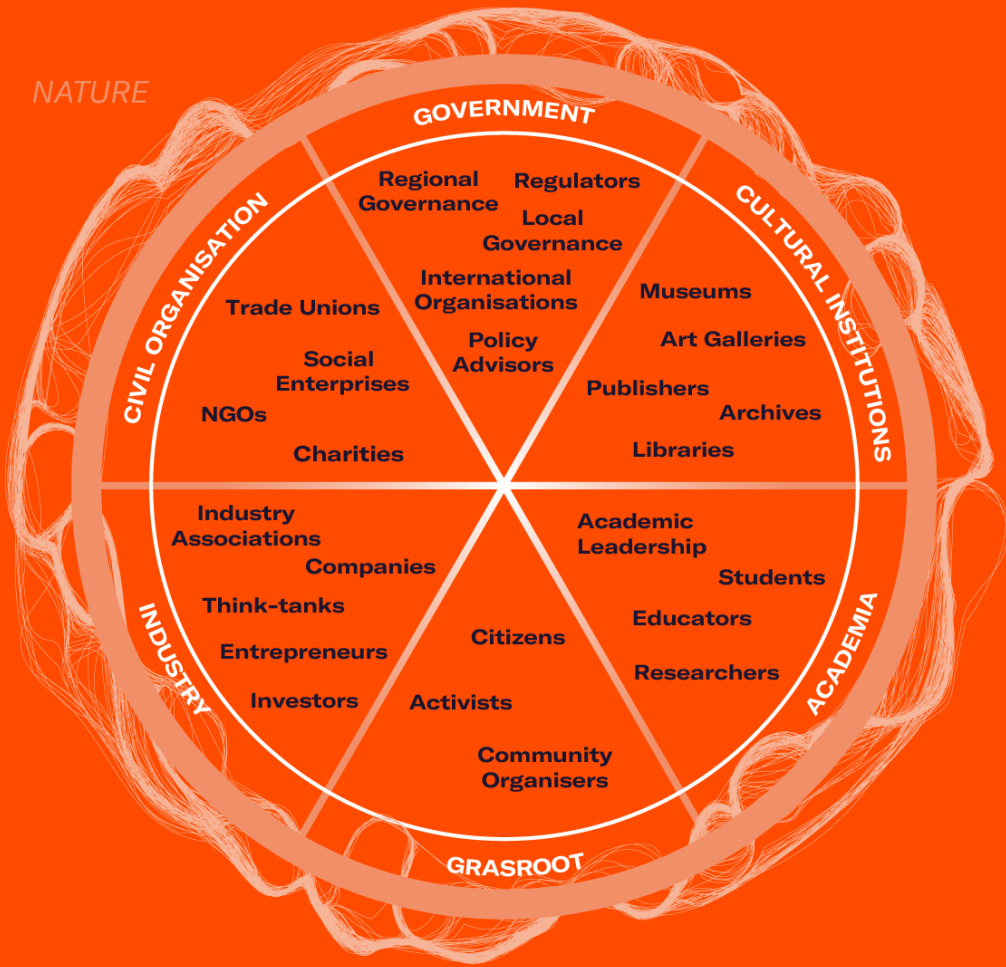 NATURE
GOVERNMENT
Regional
Governance
Regulators
Local
Governance
International
Organisations
Policy
Advisors
CULTURAL INSTITUTIONS
Museums
Art Galleries
Publishers
Archives
Libraries
ACADEMIA
Academic
Leadership
Students
Educators
Researchers
GRASROOT
Citizens
Activists
Community
Organisers
INDUSTRY
Industry
Associations
Companies
Think-tanks
Entrepreneurs
Investors
CIVIL ORGANISATION
Trade Unions
Social
Enterprises
NGOs
Charities